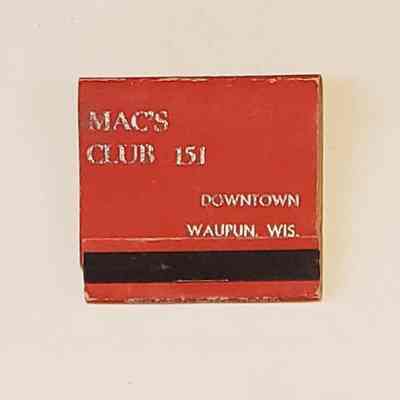 MAC'S
CLUB 151
DOWNTOWN
WAUPUN, WIS.